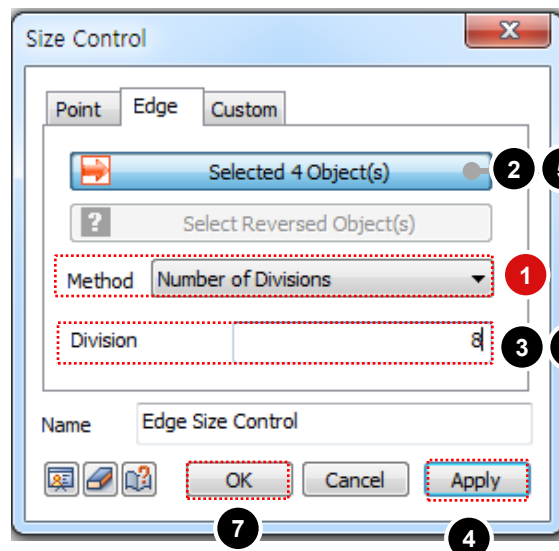 Size Control
x
Point Edge Custom
Selected 4 Object(s) 2
? Select Reversed Object(s)
Method Number of Divisions 1
Division 8 3
Name Edge Size Control
OK Cancel Apply
7 4